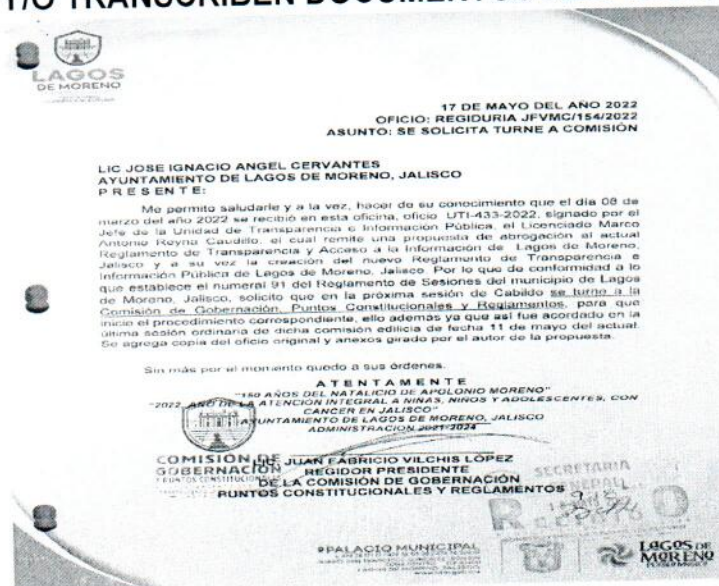 Y/O TRANSCRIBEN DOCUMENTOS
LAGOS
DE MORENO
17 DE MAYO DEL AÑO 2022
OFICIO: REGIDURIA JFVMC/154/2022
ASUNTO: SE SOLICITA TURNE A COMISIÓN
LIC JOSE IGNACIO ANGEL CERVANTES
AYUNTAMIENTO DE LAGOS DE MORENO, JALISCO
P R E S E N T E:
Me permito saludarle y a la vez, hacer de su conocimiento que el día 08 de
marzo del año 2022 se recibió en esta oficina, oficio UTI-433-2022, signado por el
Jefe de la Unidad de Transparencia e Información Pública, el Licenciado Marco
Antonio Reyna Caudillo, el cual remite una propuesta de abrogación al actual
Reglamento de Transparencia y Acceso a la Información de Lagos de Moreno,
Jalisco y a su vez la creación del nuevo Reglamento de Transparencia e
Información Pública de Lagos de Moreno, Jalisco. Por lo que de conformidad a lo
que establece el numeral 91 del Reglamento de Sesiones del municipio de Lagos
de Moreno, Jalisco, solicito que en la próxima sesión de Cabildo se turne a la
Comisión de Gobernación, Puntos Constitucionales y Reglamentos, para que
inicie el procedimiento correspondiente, ello además ya que así fue acordado en la
última sesión ordinaria de dicha comisión edilicia de fecha 11 de mayo del actual.
Se agrega copia del oficio original y anexos girado por el autor de la propuesta.
Sin más por el momento quedo a sus órdenes.
A T E N T A M E N T E
"150 AÑOS DEL NATALICIO DE APOLONIO MORENO"
"2022, AÑO DE LA ATENCIÓN INTEGRAL A NIÑAS, NIÑOS Y ADOLESCENTES, CON
CANCER EN JALISCO"
AYUNTAMIENTO DE LAGOS DE MORENO, JALISCO
ADMINISTRACION 2021-2024
COMISIÓN DE
GOBERNACIÓN
Y PUNTOS CONSTITUCIONALES
JUAN FABRICIO VILCHIS LÓPEZ
REGIDOR PRESIDENTE
DE LA COMISIÓN DE GOBERNACIÓN
PUNTOS CONSTITUCIONALES Y REGLAMENTOS
SECRETARIA
PALACIO MUNICIPAL
LAGOS DE
MORENO